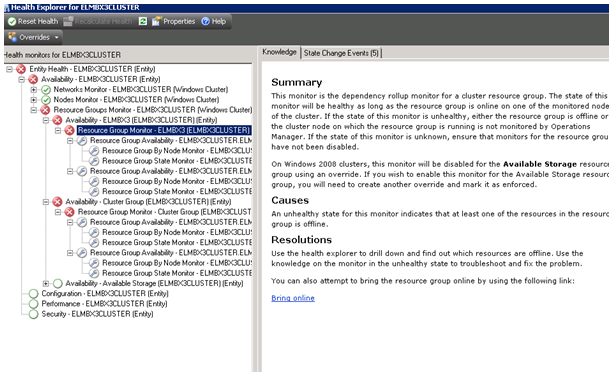 Health Explorer for ELMBX3CLUSTER
Reset Health Recalculate Health Properties Help
Overrides
Health monitors for ELMBX3CLUSTER
Entity Health - ELMBX3CLUSTER (Entity)
Availability - ELMBX3CLUSTER (Entity)
Networks Monitor - ELMBX3CLUSTER (Windows Cluster)
Nodes Monitor - ELMBX3CLUSTER (Windows Cluster)
Resource Groups Monitor - ELMBX3CLUSTER (Windows Cluster)
Availability - ELMBX3 (ELMBX3CLUSTER) (Entity)
Resource Group Monitor - ELMBX3 (ELMBX3CLUSTER)
Resource Group Availability - ELMBX3CLUSTER.ELM
Resource Group By Node Monitor - ELMBX3CLUS
Resource Group State Monitor - ELMBX3CLUSTE
Resource Group Availability - ELMBX3CLUSTER.ELM
Resource Group By Node Monitor - ELMBX3CLUS
Resource Group State Monitor - ELMBX3CLUSTE
Availability - Cluster Group (ELMBX3CLUSTER) (Entity)
Resource Group Monitor - Cluster Group (ELMBX3CLUST
Resource Group Availability - ELMBX3CLUSTER.ELM
Resource Group By Node Monitor - ELMBX3CLUS
Resource Group State Monitor - ELMBX3CLUSTE
Resource Group Availability - ELMBX3CLUSTER.ELM
Resource Group By Node Monitor - ELMBX3CLUS
Resource Group State Monitor - ELMBX3CLUSTE
Availability - Available Storage (ELMBX3CLUSTER) (Entity)
Configuration - ELMBX3CLUSTER (Entity)
Performance - ELMBX3CLUSTER (Entity)
Security - ELMBX3CLUSTER (Entity)
Knowledge State Change Events (5)
Summary
This monitor is the dependency rollup monitor for a cluster resource group. The state of this
monitor will be healthy as long as the resource group is online on one of the monitored node
of the cluster. If the state of this monitor is unhealthy, either the resource group is offline or
the cluster node on which the resource group is running is not monitored by Operations
Manager. If the state of this monitor is unknown, ensure that monitors for the resource grou
have not been disabled.
On Windows 2008 clusters, this monitor will be disabled for the Available Storage resource
group using an override. If you wish to enable this monitor for the Available Storage resourc
group, you will need to create another override and mark it as enforced.
Causes
An unhealthy state for this monitor indicates that at least one of the resources in the resourc
group is offline.
Resolutions
Use the health explorer to drill down and find out which resources are offline. Use the
knowledge on the monitor in the unhealthy state to troubleshoot and fix the problem.
You can also attempt to bring the resource group online by using the following link:
Bring online